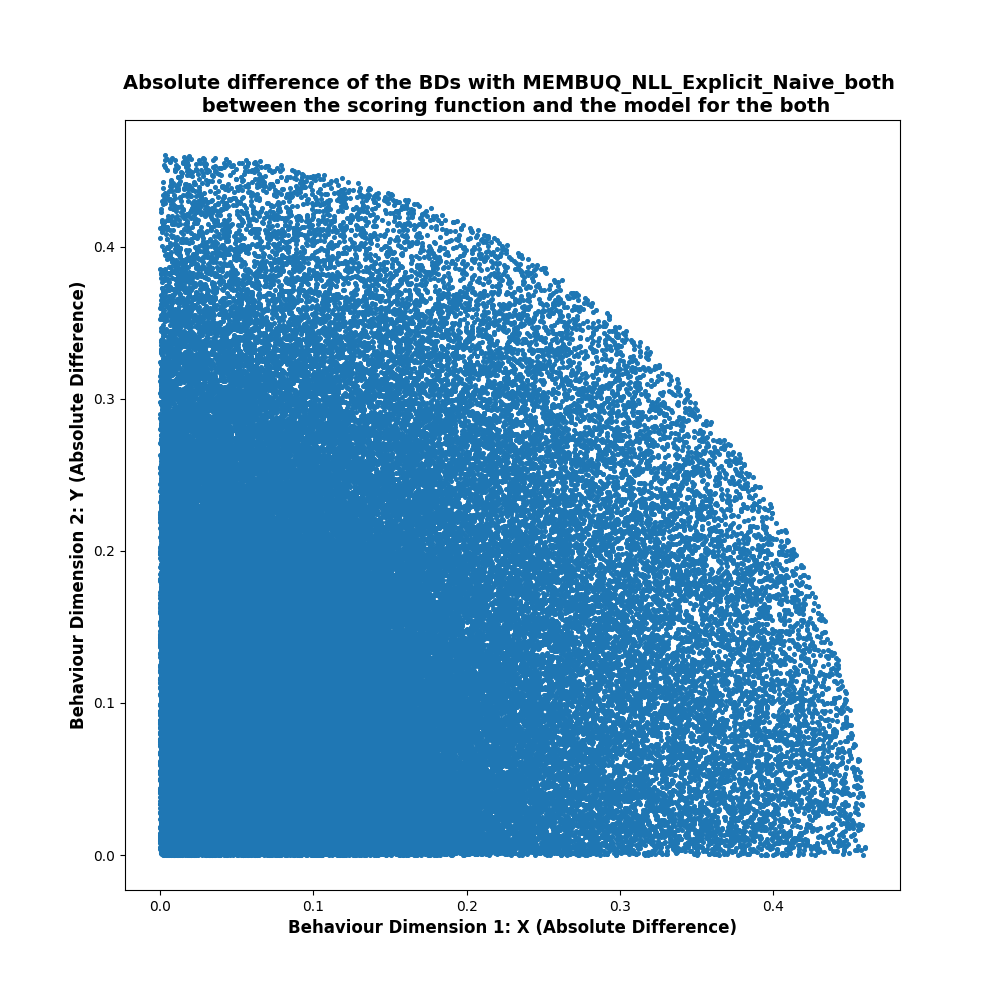 Absolute difference of the BDs with MEMBUQ_NLL_Explicit_Naive_both
between the scoring function and the model for the both
Behaviour Dimension 2: Y (Absolute Difference)
0.4
0.3
0.2
0.1
0.0
0.0 0.1 0.2 0.3 0.4
Behaviour Dimension 1: X (Absolute Difference)